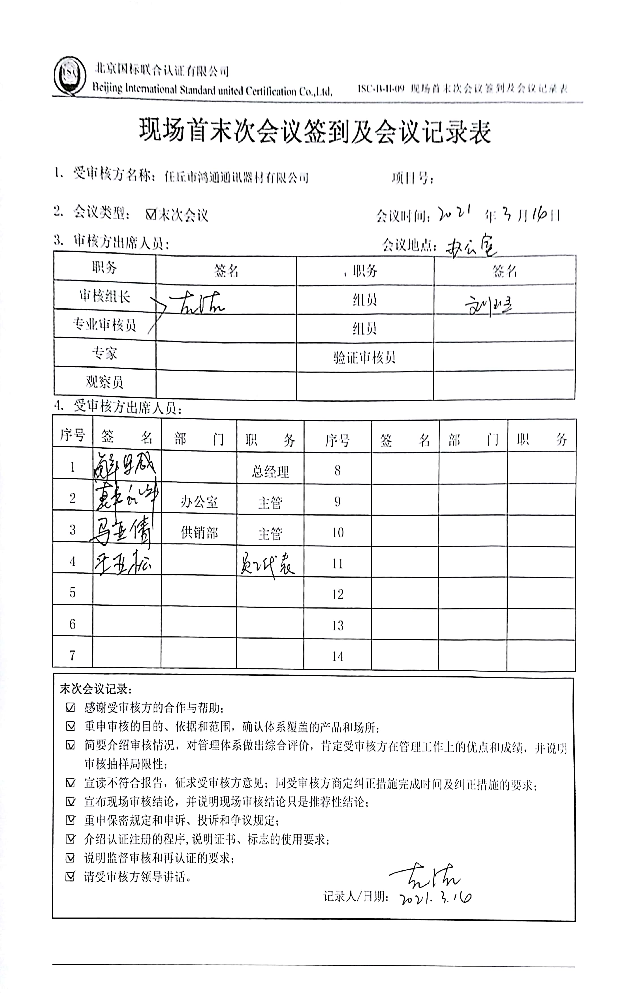 北京国标联合认证有限公司
Beijing International Standard united Certification Co.,Ltd.
ISC-B-II-09 现场首末次会议签到及会议记录表
现场首末次会议签到及会议记录表
1. 受审核方名称：任丘市鸿通通讯器材有限公司 项目号：
2. 会议类型： ☑末次会议 会议时间：2021 年 3 月 16 日
3. 审核方出席人员： 会议地点：办公室
职务 签名 职务 签名
审核组长 组员
专业审核员 组员
专家 验证审核员
观察员
4. 受审核方出席人员：
序号 签 名 部 门 职 务 序号 签 名 部 门 职 务
1 总经理 8
2 办公室 主管 9
3 马亚倩 供销部 主管 10
4 王亚松 员工代表 11
5 12
6 13
7 14
末次会议记录：
☑ 感谢受审核方的合作与帮助；
☑ 重申审核的目的、依据和范围，确认体系覆盖的产品和场所；
☑ 简要介绍审核情况，对管理体系做出综合评价，肯定受审核方在管理工作上的优点和成绩，并说明
审核抽样局限性；
☑ 宣读不符合报告，征求受审核方意见；同受审核方商定纠正措施完成时间及纠正措施的要求；
☑ 宣布现场审核结论，并说明现场审核结论只是推荐性结论；
☑ 重申保密规定和申诉、投诉和争议规定；
☑ 介绍认证注册的程序,说明证书、标志的使用要求；
☑ 说明监督审核和再认证的要求；
☑ 请受审核方领导讲话。
记录人/日期： 2021.3.16